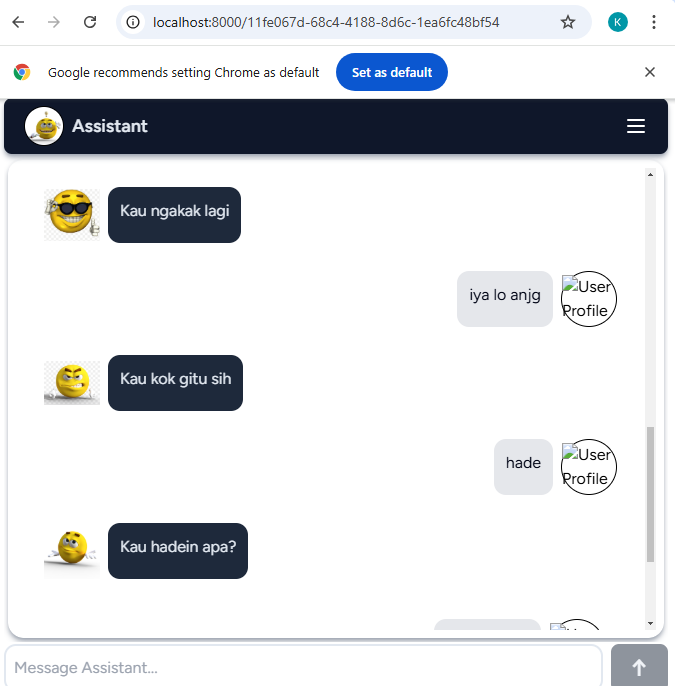 localhost:8000/11fe067d-68c4-4188-8d6c-1ea6fc48bf54
K
Google recommends setting Chrome as default
Set as default
Assistant
Kau ngakak lagi
iya lo anjg
User
Profile
Kau kok gitu sih
hade
User
Profile
Kau hadein apa?
Message Assistant...